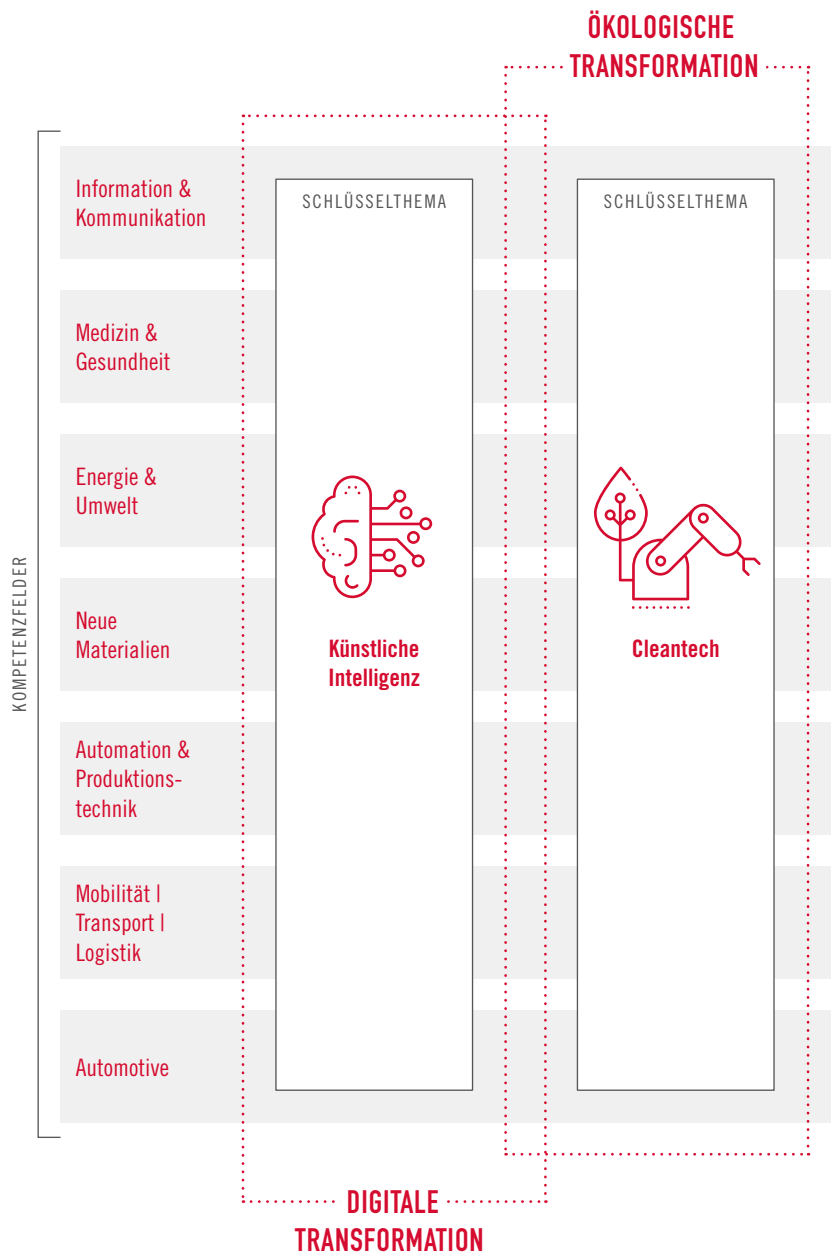 ÖKOLOGISCHE
TRANSFORMATION
KOMPETENZFELDER
Information &
Kommunikation
Medizin &
Gesundheit
Energie &
Umwelt
Neue
Materialien
Automation &
Produktions-
technik
Mobilität |
Transport |
Logistik
Automotive
SCHLÜSSELTHEMA
Künstliche
Intelligenz
SCHLÜSSELTHEMA
Cleantech
DIGITALE
TRANSFORMATION